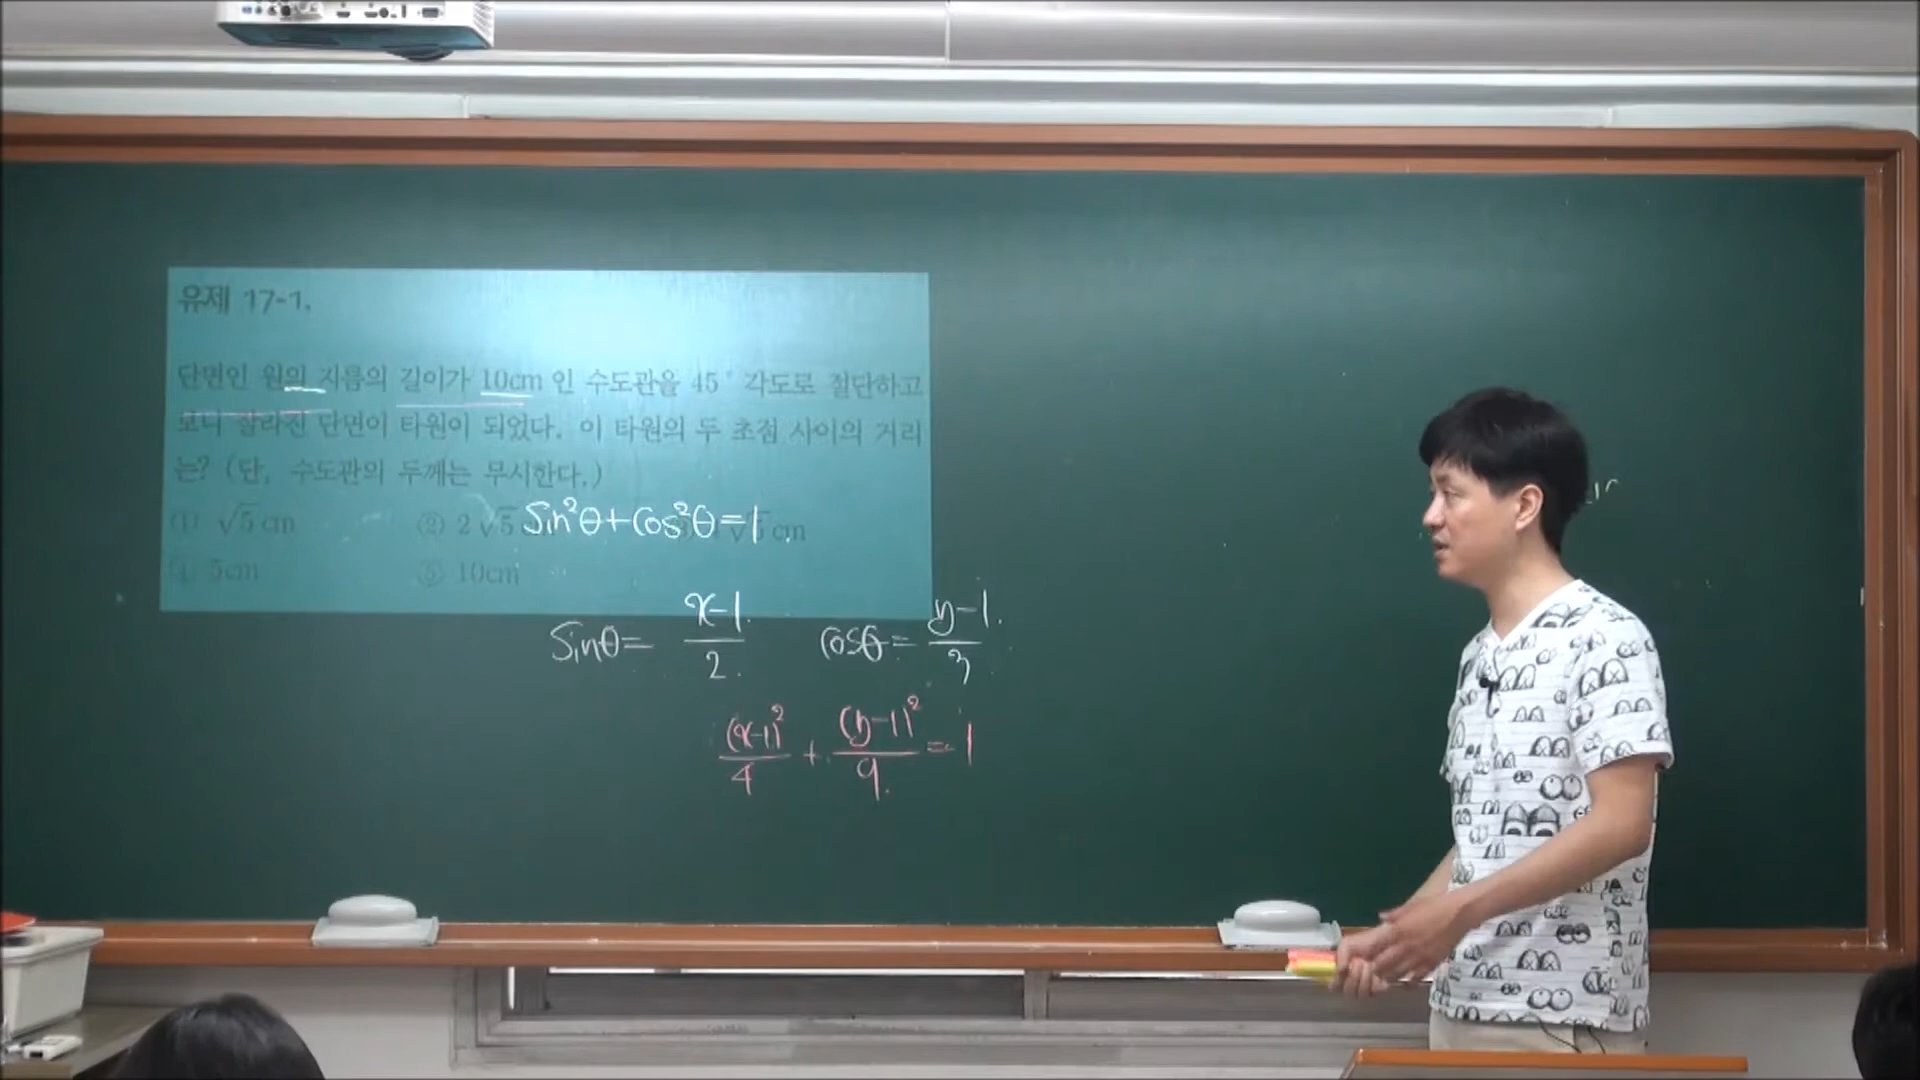 유제 17-1.
단면인 원의 지름의 길이가 10cm 인 수도관을 45° 각도로 절단하고
보니 잘라진 단면이 타원이 되었다. 이 타원의 두 초점 사이의 거리
는? (단, 수도관의 두께는 무시한다.)
(1) √5 cm (2) 2√5 cm
sin²θ+cos²θ=1
④ 5cm ⑤ 10cm
sinθ= x-1/2 cosθ= y-1/3
(x-1)²/4 + (y-1)²/9 = 1